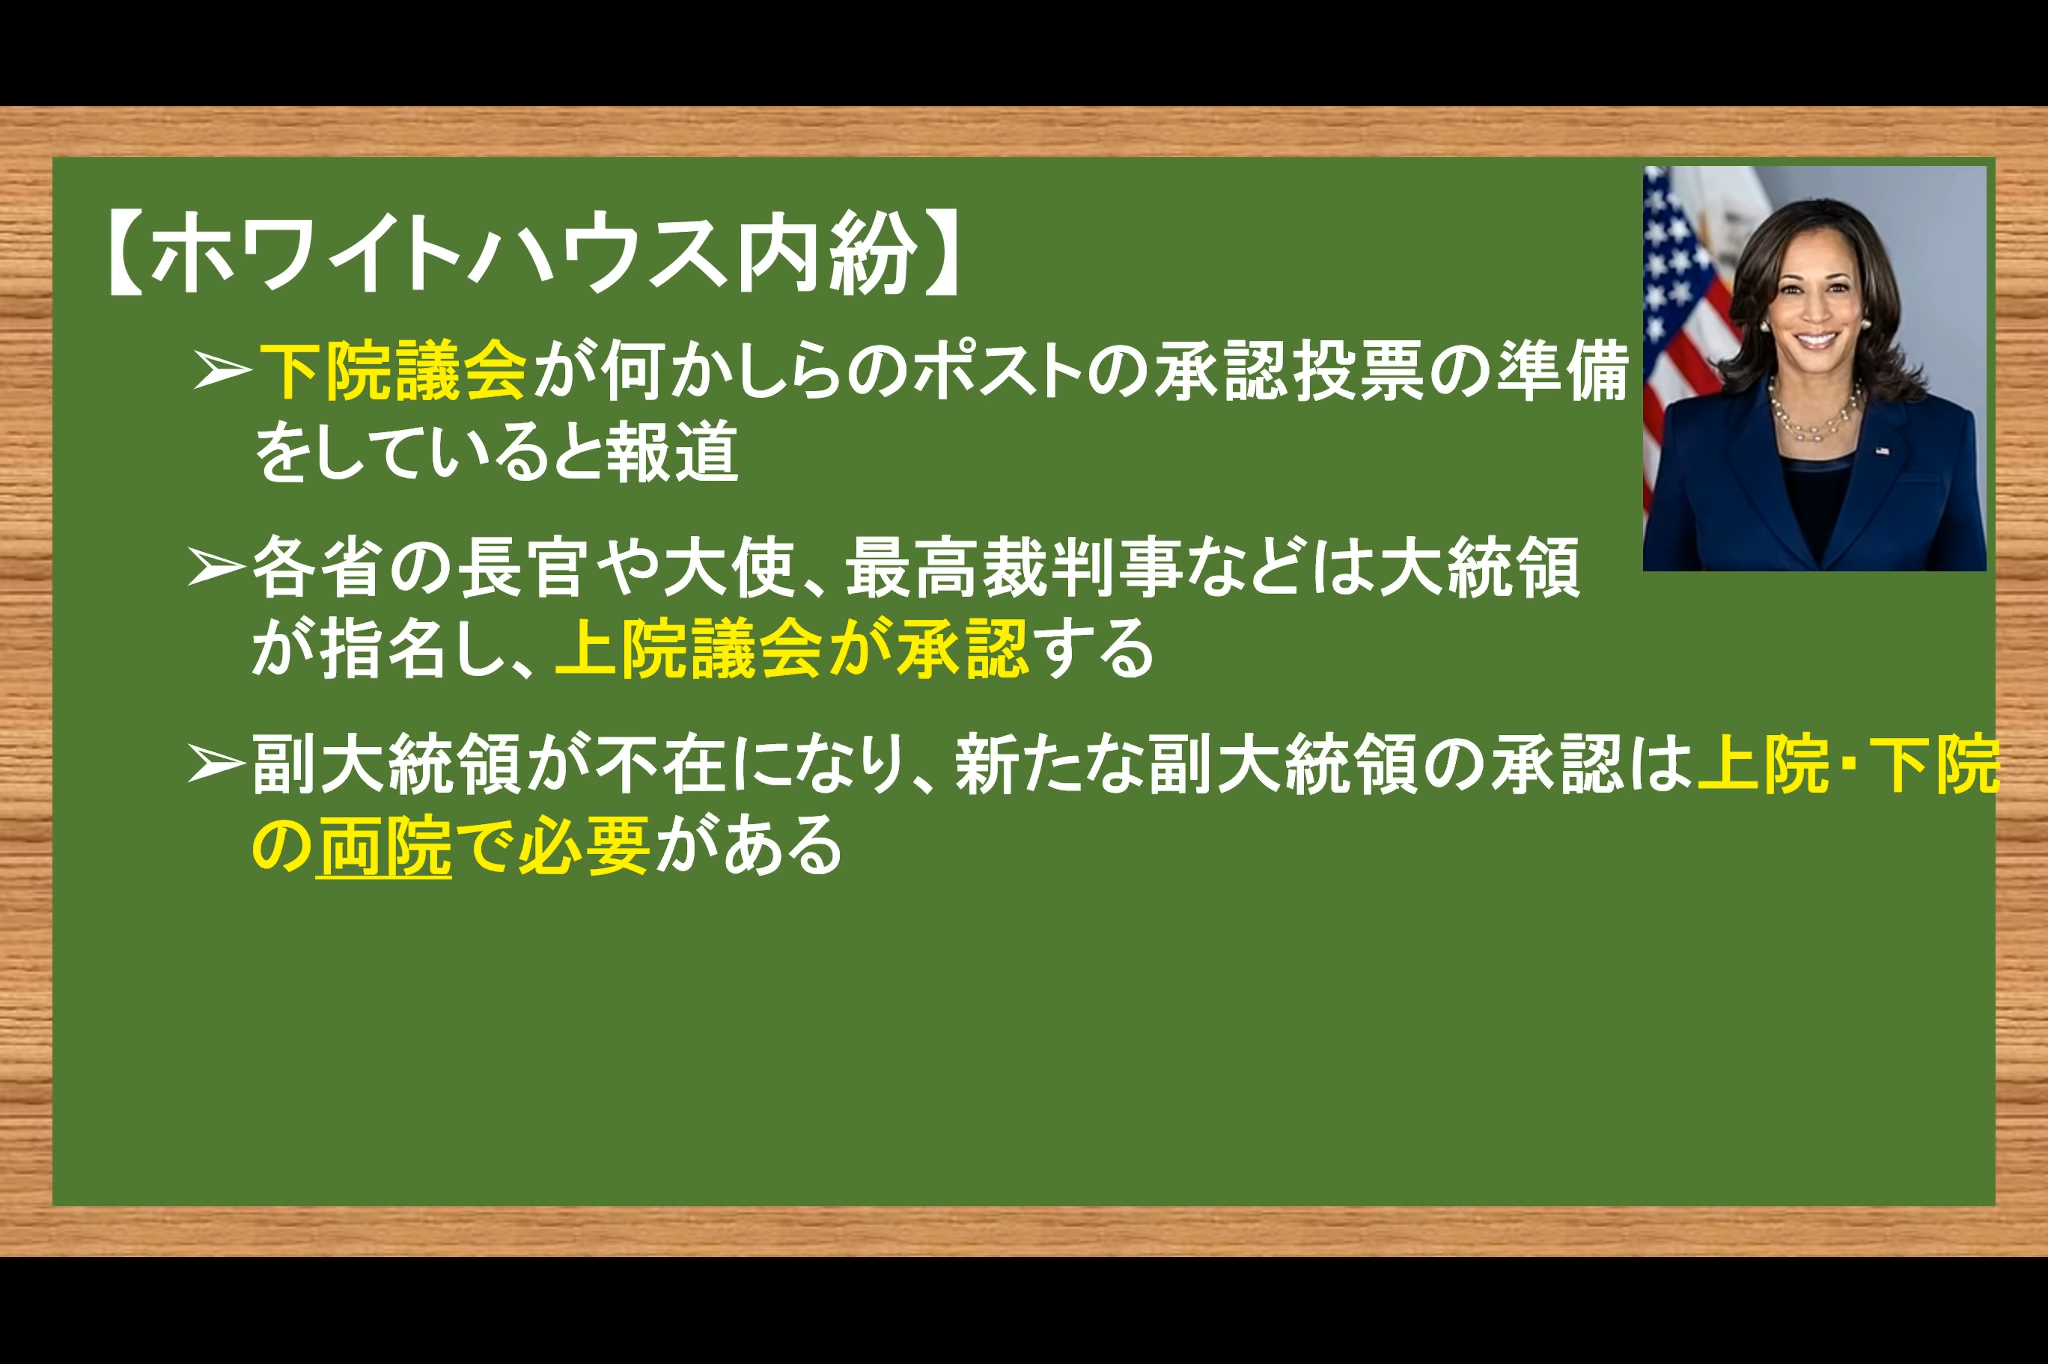 【ホワイトハウス内紛】
➢下院議会が何かしらのポストの承認投票の準備
をしていると報道
➢各省の長官や大使、最高裁判事などは大統領
が指名し、上院議会が承認する
➢副大統領が不在になり、新たな副大統領の承認は上院・下院
の両院で必要がある